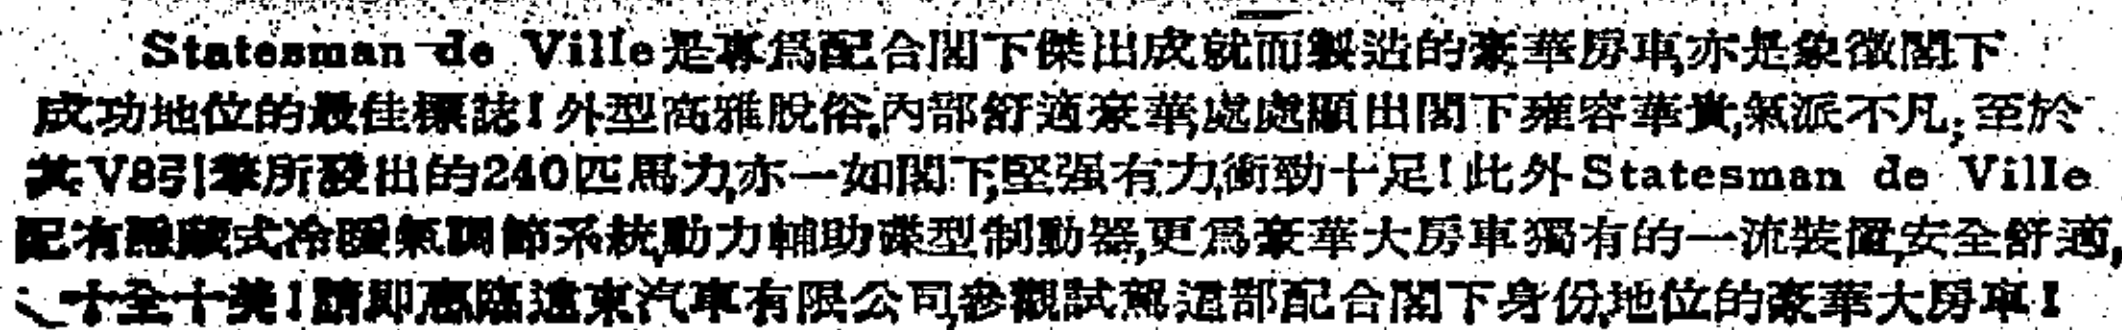 Statesman de Ville是專爲配合閣下傑出成就而製造的豪華房車,亦是象徵閣下
成功地位的最佳標誌!外型高雅脫俗,內部舒適豪華,處處顯出閣下雍容華貴,氣派不凡;至於
其V8引擎所發出的240匹馬力,亦一如閣下,堅强有力,衝勁十足!此外Statesman de Ville
配有隱藏式冷暖氣調節系統,動力輔助碟型制動器,更爲豪華大房車獨有的一流裝置,安全舒適,
十全十美!請即惠臨遠東汽車有限公司,參觀試駕這部配合閣下身份,地位的豪華大房車!